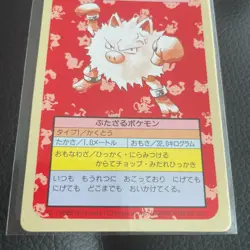 ぶたざるポケモン
タイプ/かくとう
たかさ/1.0メートル
おもさ/32.0キログラム
おもなわざ/ひっかく・にらみつける
からてチョップ・みだれひっかき
いつも もうれつに おこっており にげても
にげても どこまでも おいかけてくる。